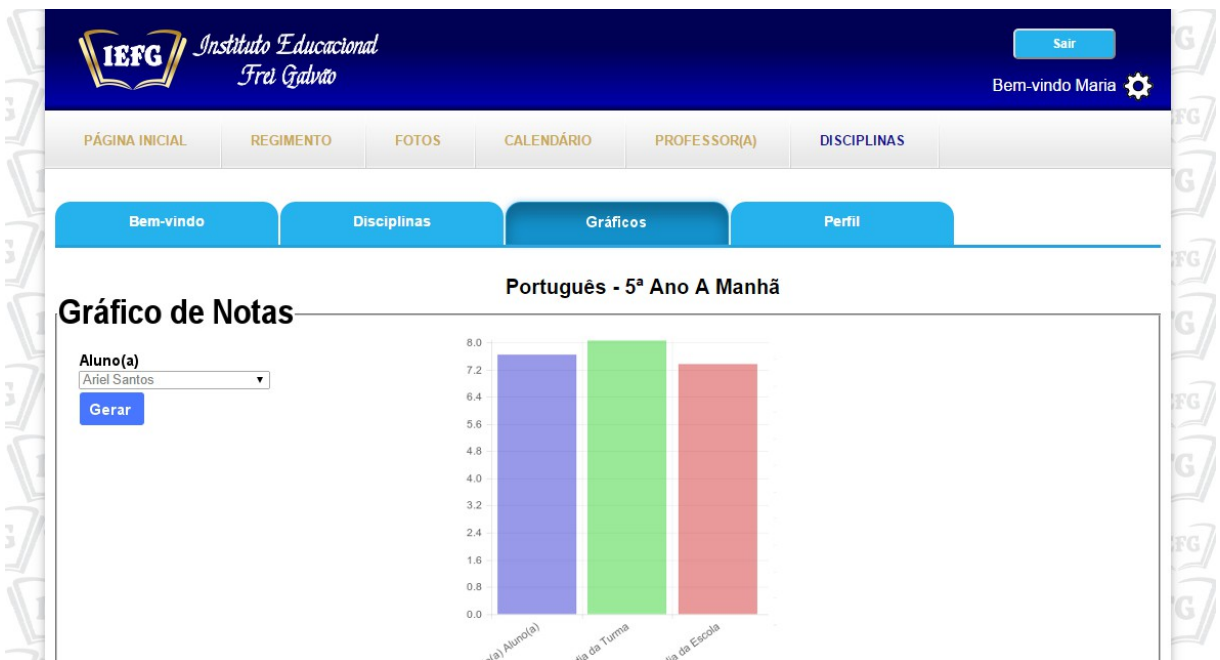 IEFG
Instituto Educacional
Frei Galvão
Sair
Bem-vindo Maria
PÁGINA INICIAL REGIMENTO FOTOS CALENDÁRIO PROFESSOR(A) DISCIPLINAS
Bem-vindo Disciplinas Gráficos Perfil
Português - 5ª Ano A Manhã
Gráfico de Notas
Aluno(a)
Ariel Santos
Gerar
8.0
7.2
6.4
5.6
4.8
4.0
3.2
2.4
1.6
0.8
0.0
Aluno(a)
da Turma
da Escola